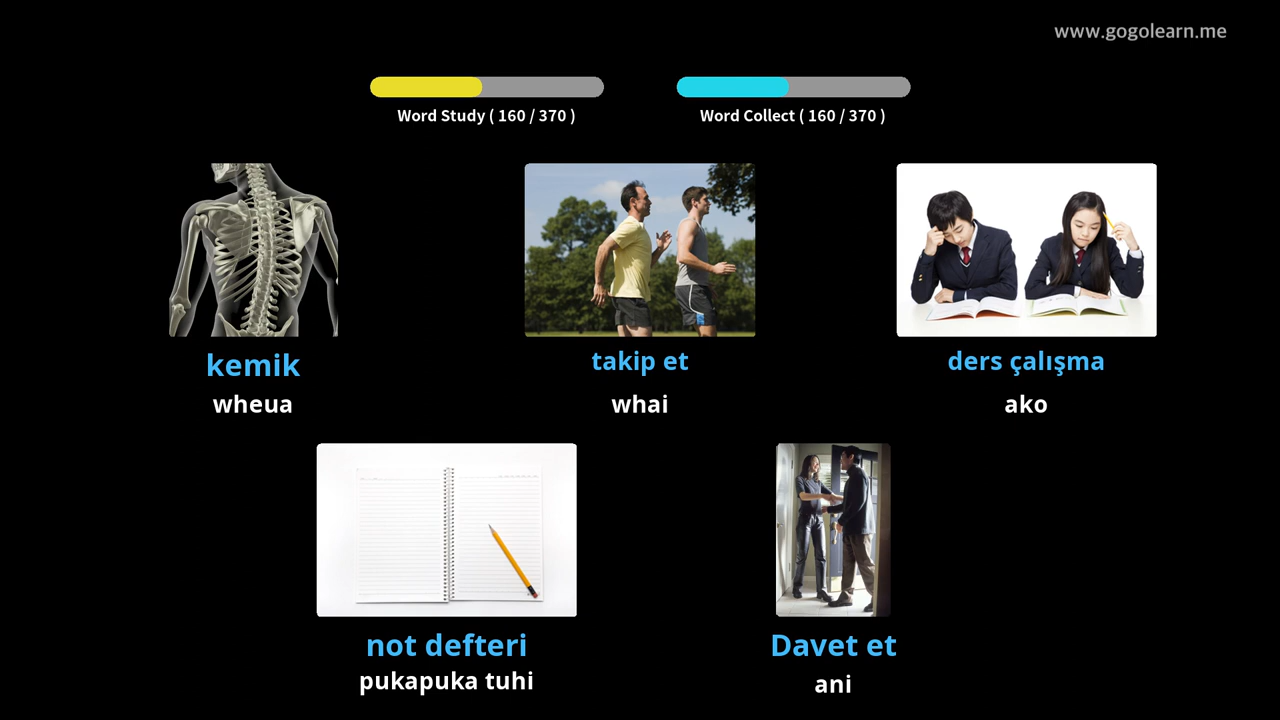 www.gogolearn.me
Word Study ( 160 / 370 )
Word Collect ( 160 / 370 )
kemik
takip et
ders çalışma
wheua
whai
ako
not defteri
Davet et
pukapuka tuhi
ani